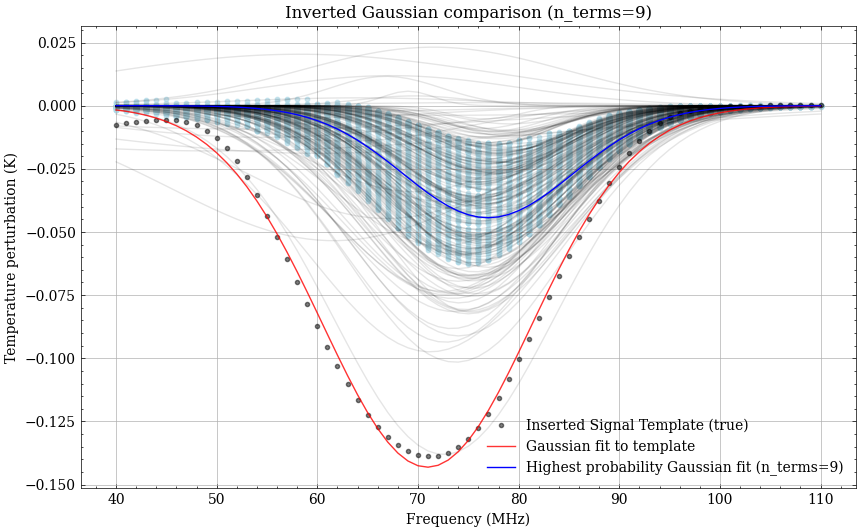 Inverted Gaussian comparison (n_terms=9)
0.025
0.000
−0.025
−0.050
−0.075
−0.100
−0.125
−0.150
Temperature perturbation (K)
Inserted Signal Template (true)
Gaussian fit to template
Highest probability Gaussian fit (n_terms=9)
40 50 60 70 80 90 100 110
Frequency (MHz)